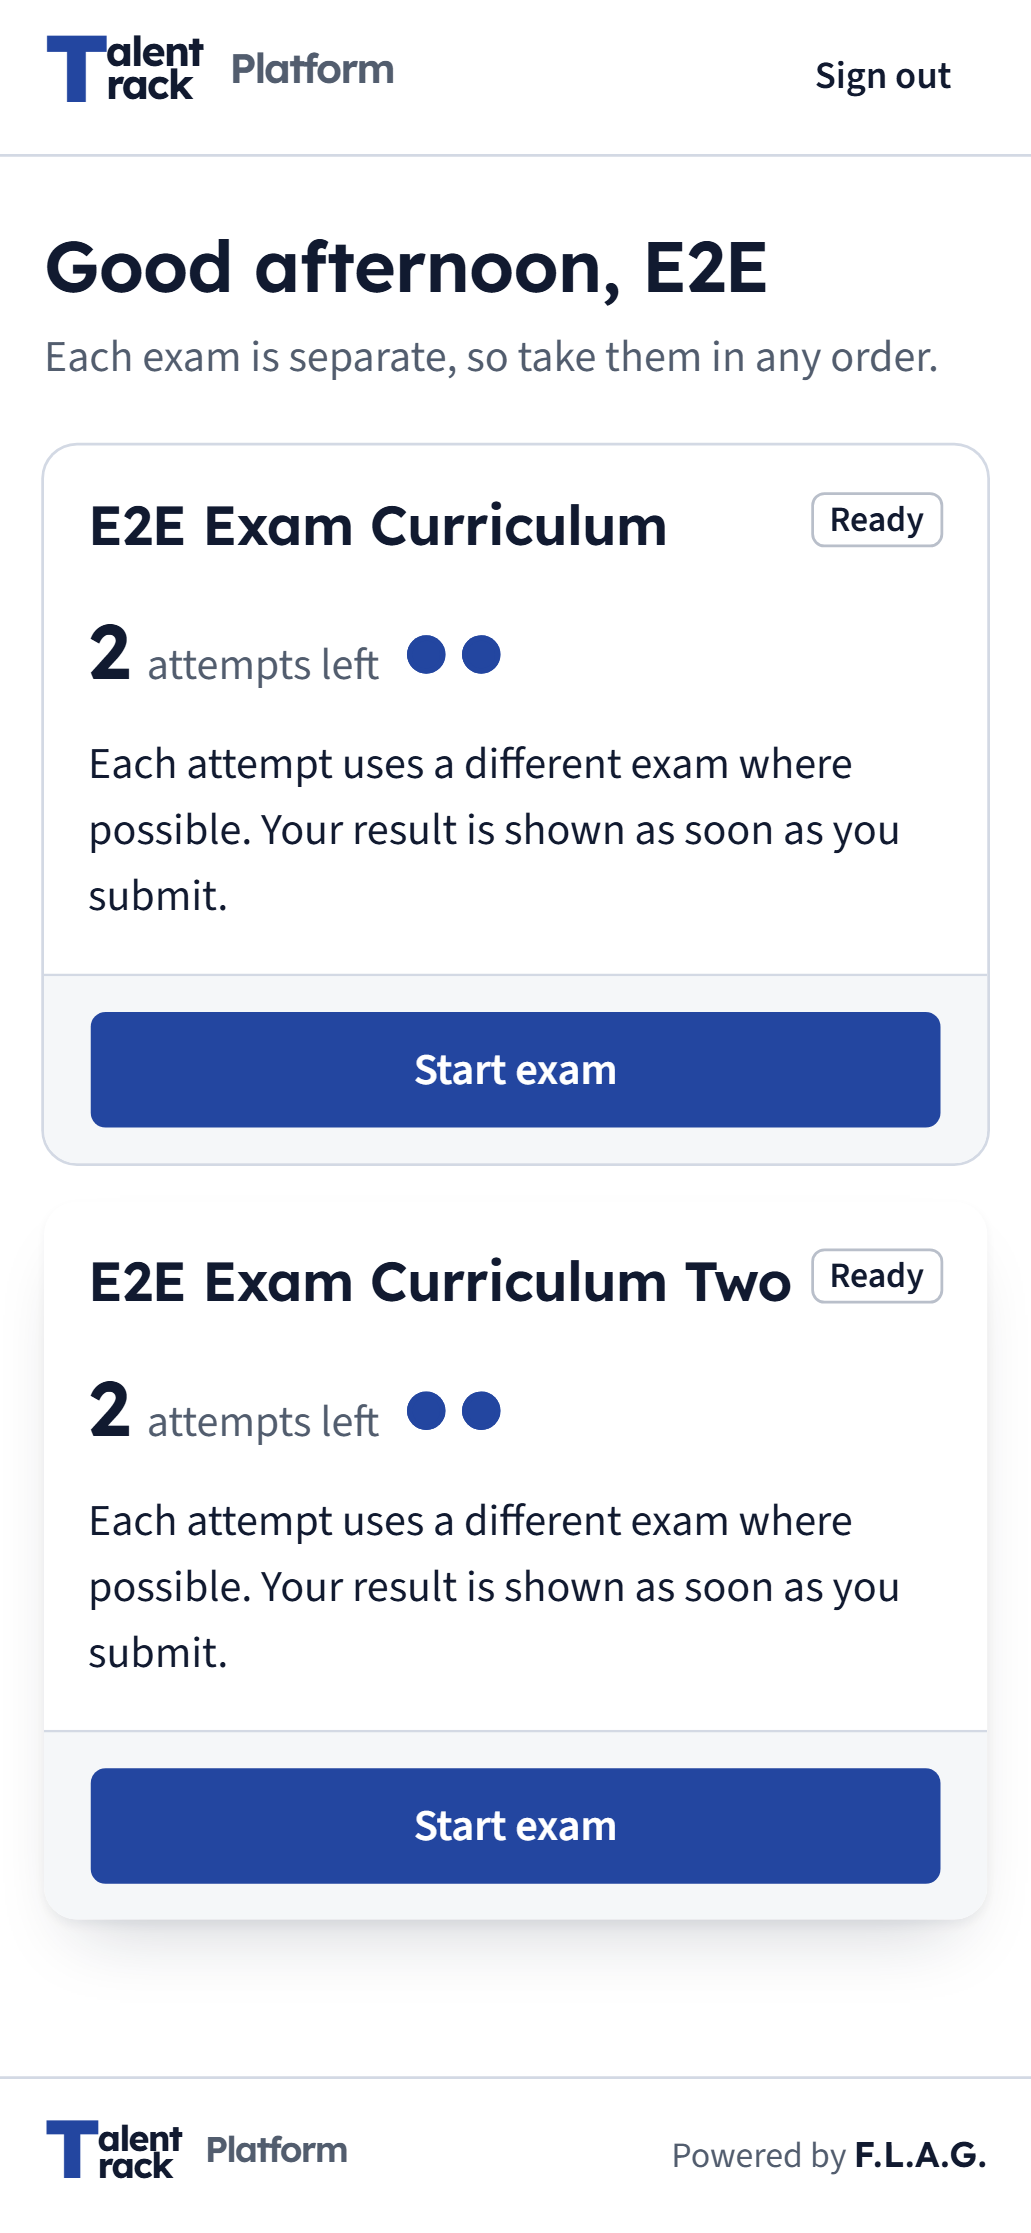 Talent
Track
Platform
Sign out
Good afternoon, E2E
Each exam is separate, so take them in any order.
E2E Exam Curriculum
Ready
2 attempts left
Each attempt uses a different exam where
possible. Your result is shown as soon as you
submit.
Start exam
E2E Exam Curriculum Two
Ready
2 attempts left
Each attempt uses a different exam where
possible. Your result is shown as soon as you
submit.
Start exam
Talent
Track
Platform
Powered by F.L.A.G.